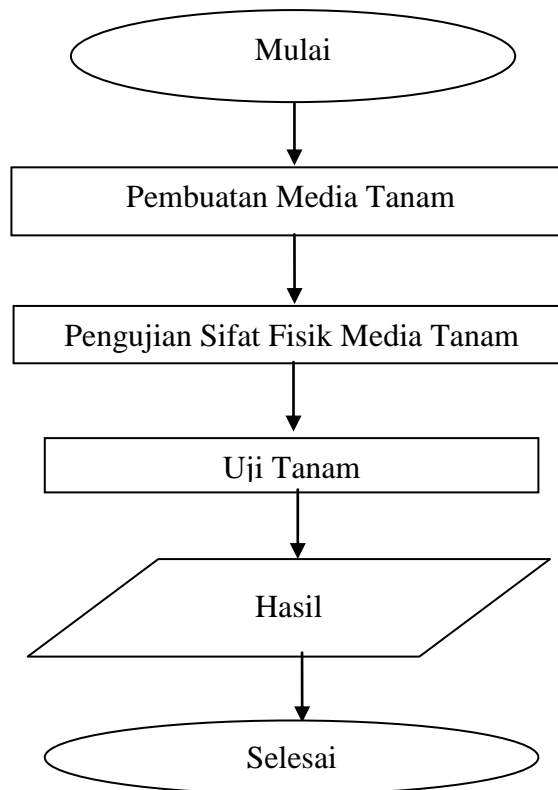 Mulai
Pembuatan Media Tanam
Pengujian Sifat Fisik Media Tanam
Uji Tanam
Hasil
Selesai